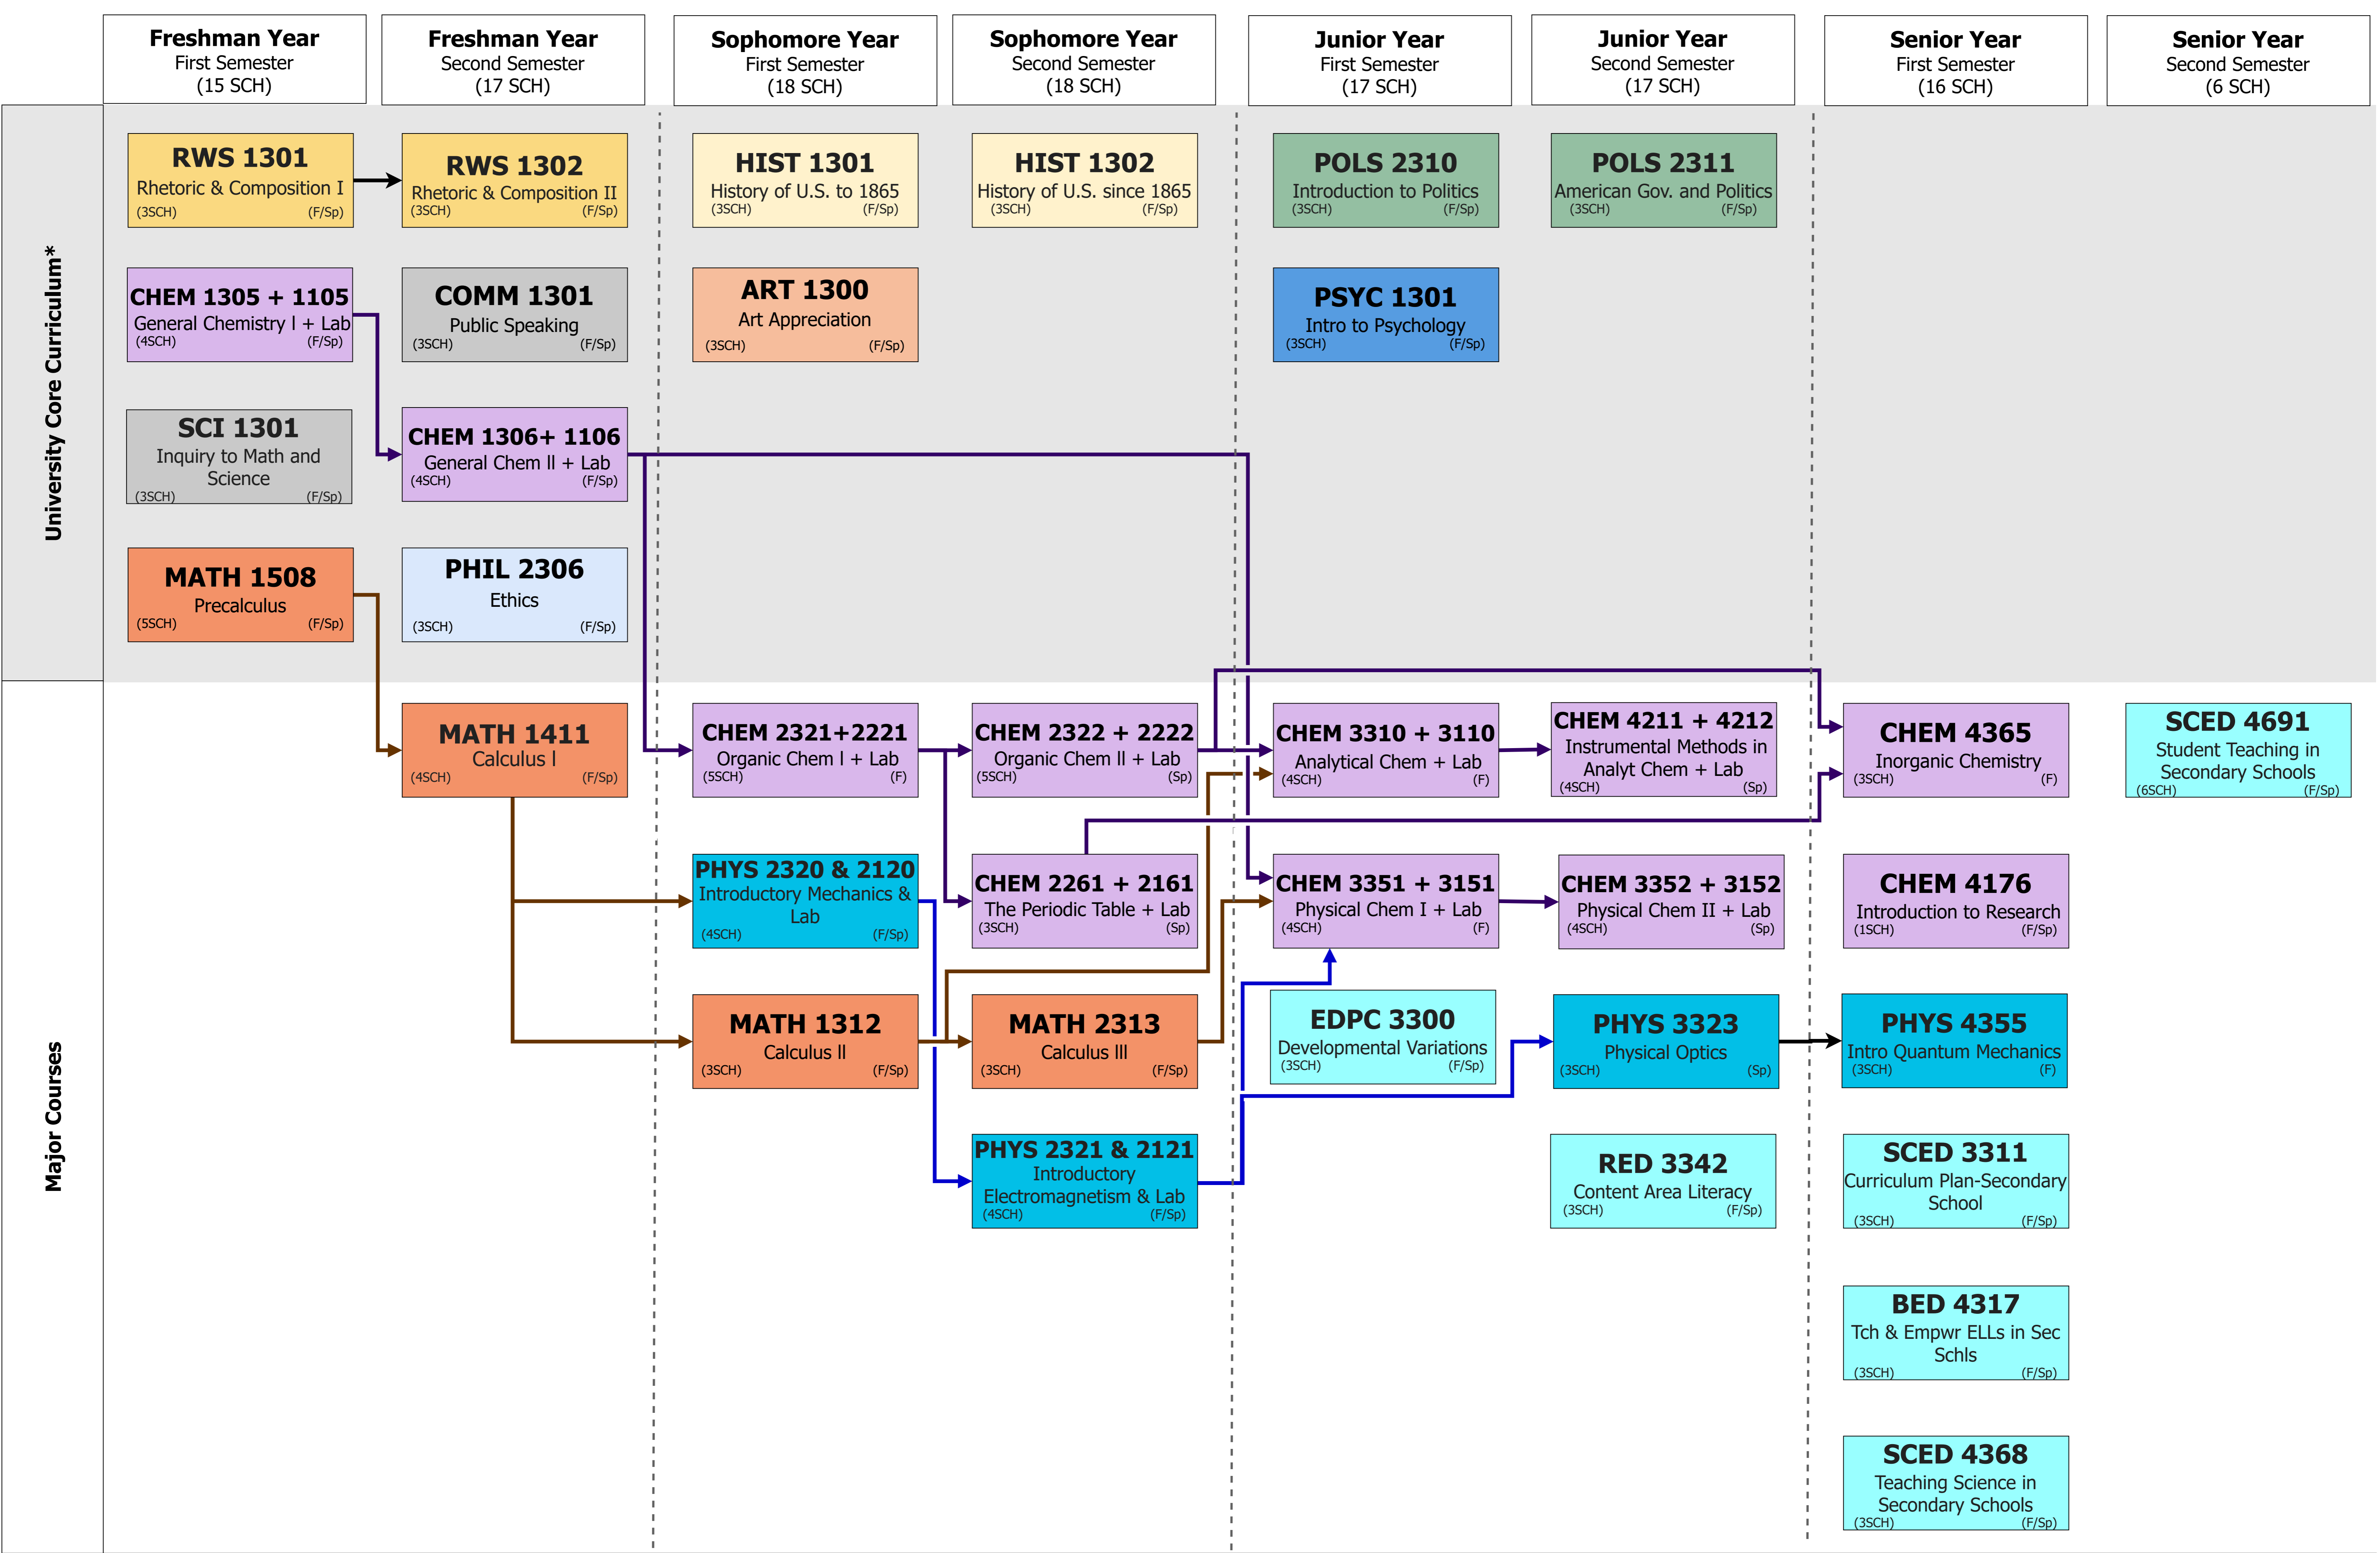 Freshman Year
First Semester
(15 SCH)
Freshman Year
Second Semester
(17 SCH)
Sophomore Year
First Semester
(18 SCH)
Sophomore Year
Second Semester
(18 SCH)
Junior Year
First Semester
(17 SCH)
Junior Year
Second Semester
(17 SCH)
Senior Year
First Semester
(16 SCH)
Senior Year
Second Semester
(6 SCH)
University Core Curriculum*
RWS 1301
Rhetoric & Composition I
(3SCH) (F/Sp)
RWS 1302
Rhetoric & Composition II
(3SCH) (F/Sp)
HIST 1301
History of U.S. to 1865
(3SCH) (F/Sp)
HIST 1302
History of U.S. since 1865
(3SCH) (F/Sp)
POLS 2310
Introduction to Politics
(3SCH) (F/Sp)
POLS 2311
American Gov. and Politics
(3SCH) (F/Sp)
CHEM 1305 + 1105
General Chemistry l + Lab
(4SCH) (F/Sp)
COMM 1301
Public Speaking
(3SCH) (F/Sp)
ART 1300
Art Appreciation
(3SCH) (F/Sp)
PSYC 1301
Intro to Psychology
(3SCH) (F/Sp)
SCI 1301
Inquiry to Math and
Science
(3SCH) (F/Sp)
CHEM 1306+ 1106
General Chem ll + Lab
(4SCH) (F/Sp)
MATH 1508
Precalculus
(5SCH) (F/Sp)
PHIL 2306
Ethics
(3SCH) (F/Sp)
Major Courses
MATH 1411
Calculus l
(4SCH) (F/Sp)
CHEM 2321+2221
Organic Chem l + Lab
(5SCH) (F)
CHEM 2322 + 2222
Organic Chem ll + Lab
(5SCH) (Sp)
CHEM 3310 + 3110
Analytical Chem + Lab
(4SCH) (F)
CHEM 4211 + 4212
Instrumental Methods in
Analyt Chem + Lab
(4SCH) (Sp)
CHEM 4365
Inorganic Chemistry
(3SCH) (F)
SCED 4691
Student Teaching in
Secondary Schools
(6SCH) (F/Sp)
PHYS 2320 & 2120
Introductory Mechanics &
Lab
(4SCH) (F/Sp)
CHEM 2261 + 2161
The Periodic Table + Lab
(3SCH) (Sp)
CHEM 3351 + 3151
Physical Chem I + Lab
(4SCH) (F)
CHEM 3352 + 3152
Physical Chem II + Lab
(4SCH) (Sp)
CHEM 4176
Introduction to Research
(1SCH) (F/Sp)
MATH 1312
Calculus ll
(3SCH) (F/Sp)
MATH 2313
Calculus lll
(3SCH) (F/Sp)
EDPC 3300
Developmental Variations
(3SCH) (F/Sp)
PHYS 3323
Physical Optics
(3SCH) (Sp)
PHYS 4355
Intro Quantum Mechanics
(3SCH) (F)
PHYS 2321 & 2121
Introductory
Electromagnetism & Lab
(4SCH) (F/Sp)
RED 3342
Content Area Literacy
(3SCH) (F/Sp)
SCED 3311
Curriculum Plan-Secondary
School
(3SCH) (F/Sp)
BED 4317
Tch & Empwr ELLs in Sec
Schls
(3SCH) (F/Sp)
SCED 4368
Teaching Science in
Secondary Schools
(3SCH) (F/Sp)